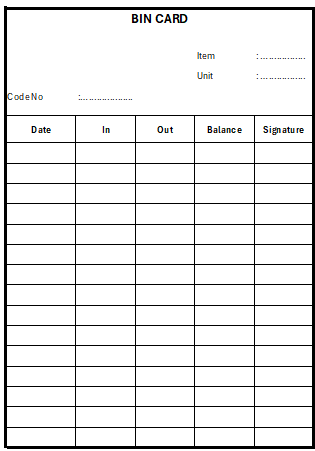 BIN CARD
Item : ................
Unit : ................
Code No :...................
Date In Out Balance Signature